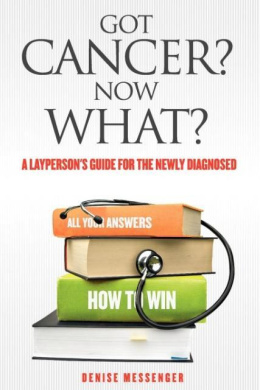 GOT
CANCER?
NOW
WHAT?
A LAYPERSON'S GUIDE FOR THE NEWLY DIAGNOSED
ALL YOUR ANSWERS
HOW TO WIN
DENISE MESSENGER